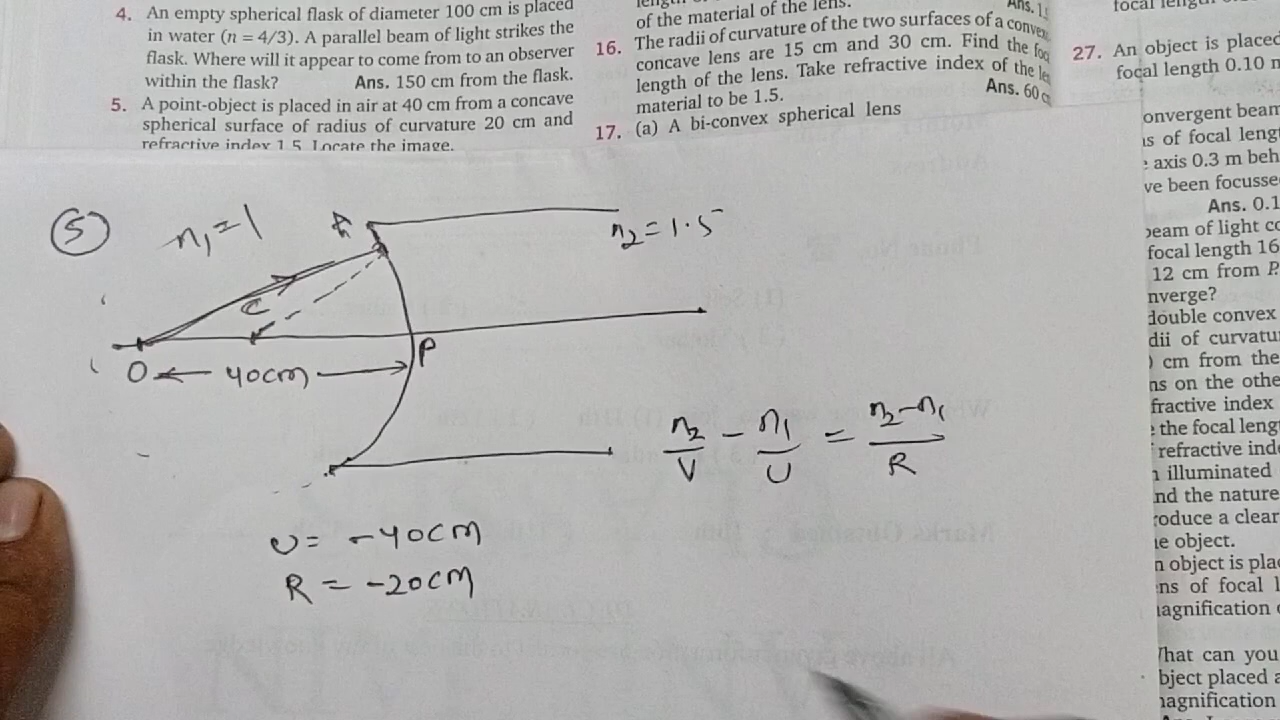 4. An empty spherical flask of diameter 100 cm is placed
in water (n = 4/3). A parallel beam of light strikes the
flask. Where will it appear to come from to an observer
within the flask? Ans. 150 cm from the flask.
5. A point-object is placed in air at 40 cm from a concave
spherical surface of radius of curvature 20 cm and
refractive index 1.5. Locate the image.
of the material of the lens.
16. The radii of curvature of the two surfaces of a
concave lens are 15 cm and 30 cm. Find the
length of the lens. Take refractive index of the
material to be 1.5.
Ans. 60
17. (a) A bi-convex spherical lens
27. An object is placed
focal length 0.10
onvergent beam
of focal leng
axis 0.3 m beh
ve been focusse
Ans. 0.1
beam of light co
focal length 16
12 cm from P.
nverge?
double convex
dii of curvatu
cm from the
ns on the othe
fractive index
the focal leng
refractive ind
illuminated
nd the nature
roduce a clear
e object.
n object is pla
ns of focal l
agnification
What can you
bject placed a
agnification
5
n₁ = 1
A
n₂ = 1.5
C
O
40cm
P
n₂/V − n₁/U = n₂−n₁/R
U = −40cm
R = −20cm